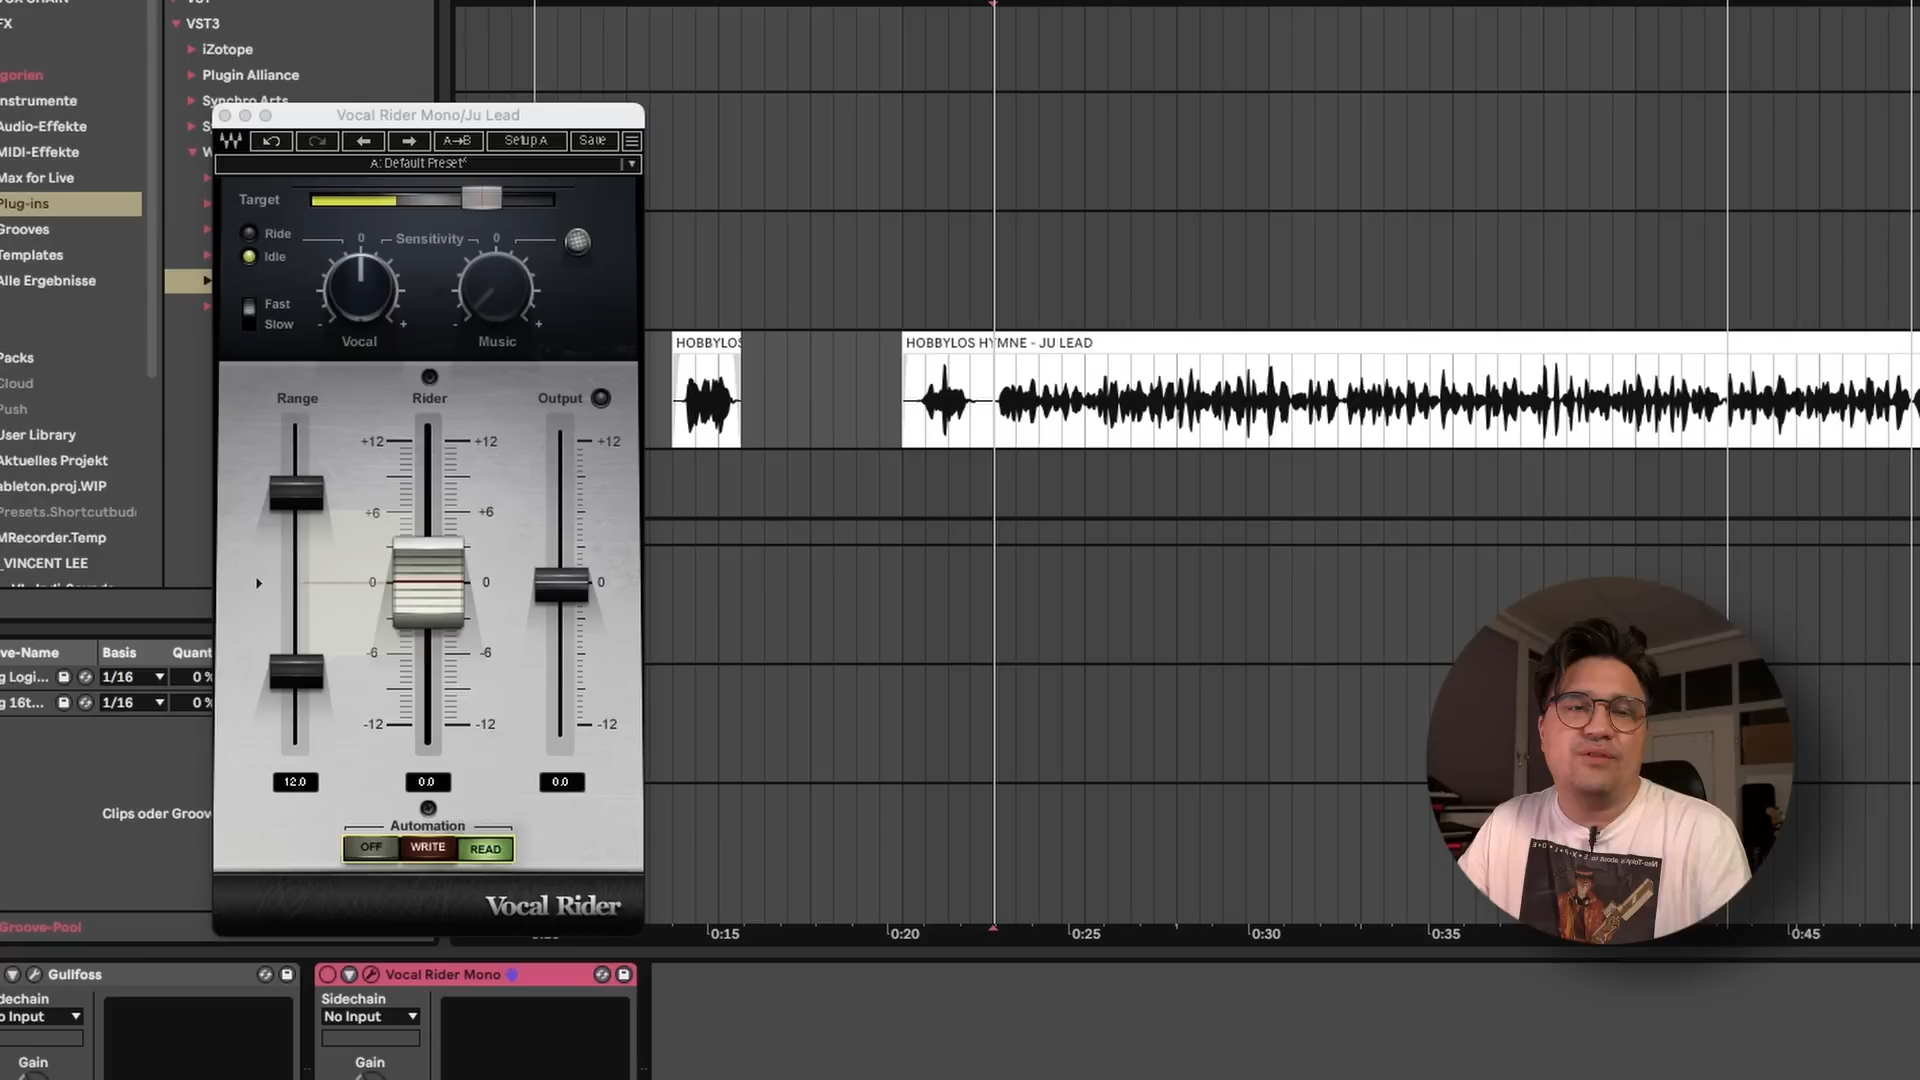 VST3
FX
iZotope
gorien
Plugin Alliance
nstrumente
Synchro Arts
Audio-Effekte
MIDI-Effekte
Max for Live
Plug-ins
Grooves
Templates
Alle Ergebnisse
Packs
Cloud
Push
User Library
Aktuelles Projekt
ableton.proj.WIP
Presets.Shortcutbud
MRecorder.Temp
_VINCENT LEE
Vocal Rider Mono/Ju Lead
A→B
Setup A
Save
A: Default Preset*
Target
Ride
Idle
0
Sensitivity
0
Fast
Slow
- + - +
Vocal
Music
Range
Rider
Output
+12 +12 +12
+6 +6
0 0 0
-6 -6
-12 -12 -12
12.0
0.0
0.0
Automation
OFF
WRITE
READ
Vocal Rider
HOBBYLOS
HOBBYLOS HYMNE - JU LEAD
0:15
0:20
0:25
0:30
0:35
0:45
ve-Name
Basis
Quant
g Logi...
1/16
0 %
g 16t...
1/16
0 %
Clips oder Groov
Groove-Pool
Gullfoss
Vocal Rider Mono
dechain
Sidechain
o Input
No Input
Gain
Gain